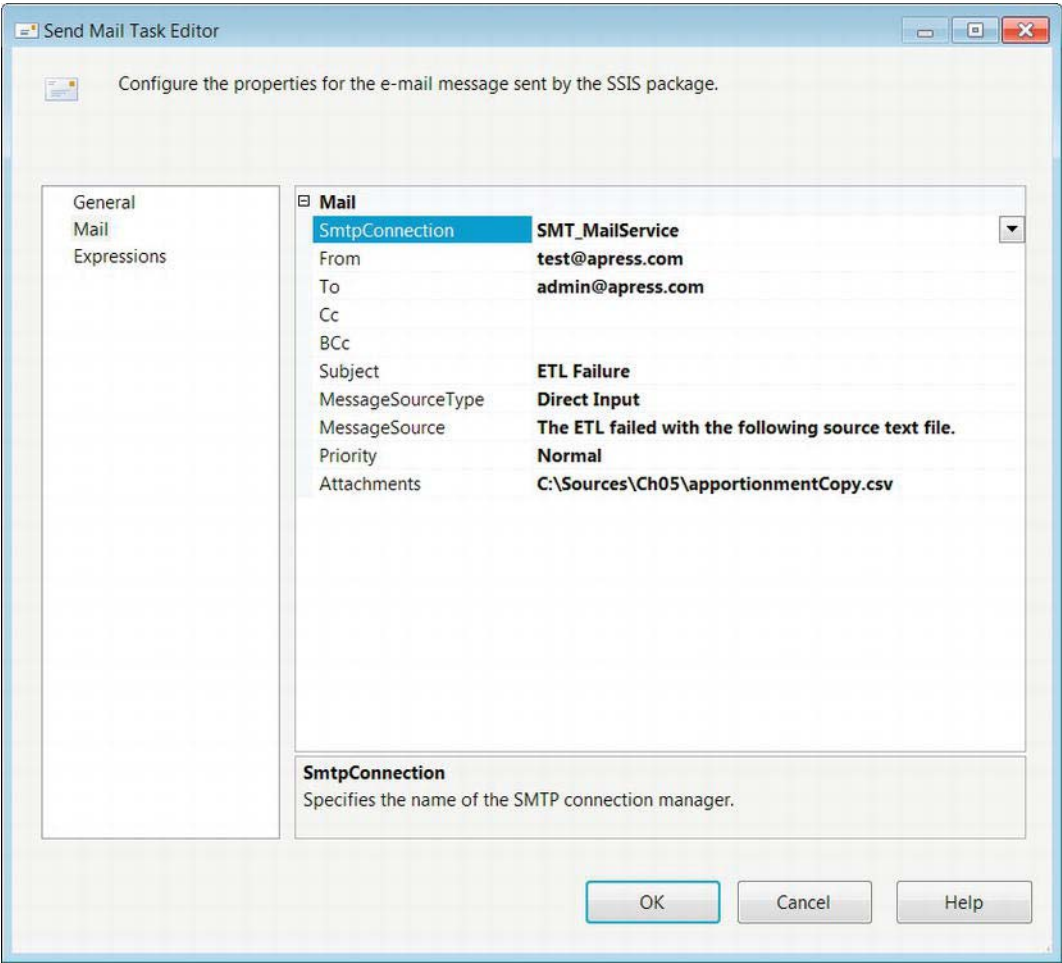 Send Mail Task Editor
Configure the properties for the e-mail message sent by the SSIS package.
General
Mail
Expressions
Mail
SmtpConnection SMT_MailService
From test@apress.com
To admin@apress.com
Cc
BCc
Subject ETL Failure
MessageSourceType Direct Input
MessageSource The ETL failed with the following source text file.
Priority Normal
Attachments C:\Sources\Ch05\apportionmentCopy.csv
SmtpConnection
Specifies the name of the SMTP connection manager.
OK Cancel Help